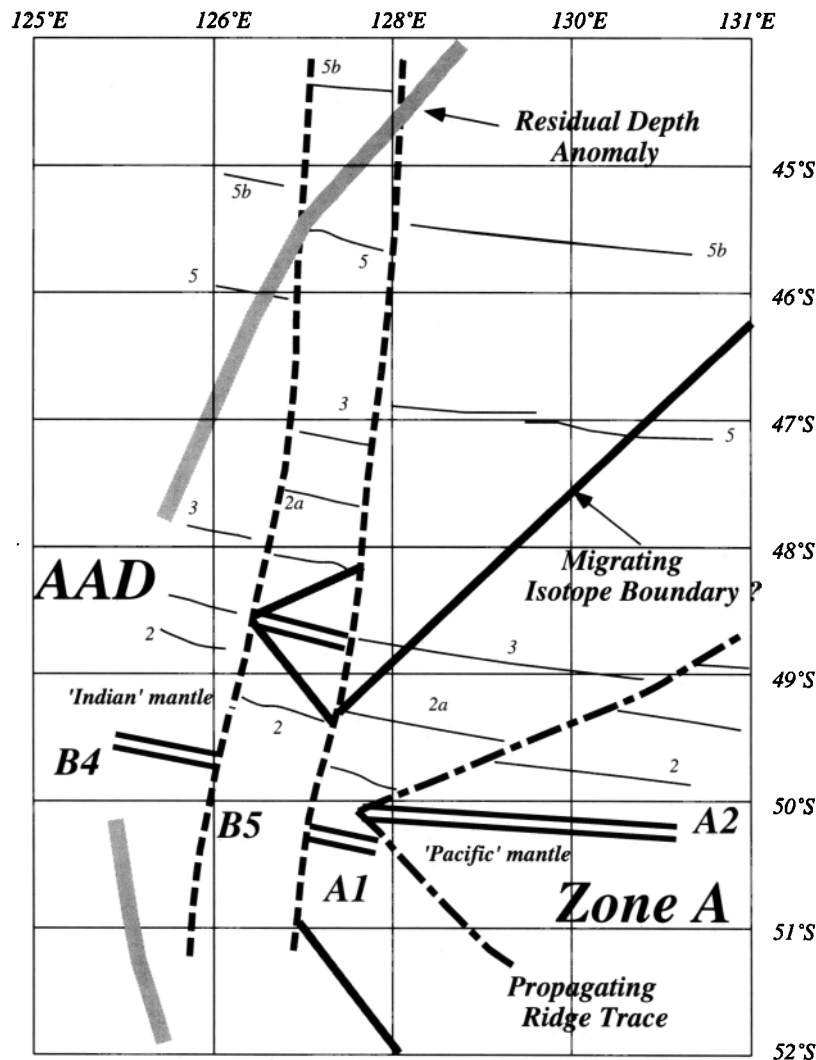 125°E 126°E 128°E 130°E 131°E
5b
Residual Depth
Anomaly
45°S
5b
5
5b
5
46°S
3
47°S
5
2a
3
48°S
Migrating
Isotope Boundary ?
AAD
2
3
49°S
'Indian' mantle
2a
2
B4
2
50°S
B5
A2
'Pacific' mantle
A1
Zone A
51°S
Propagating
Ridge Trace
52°S